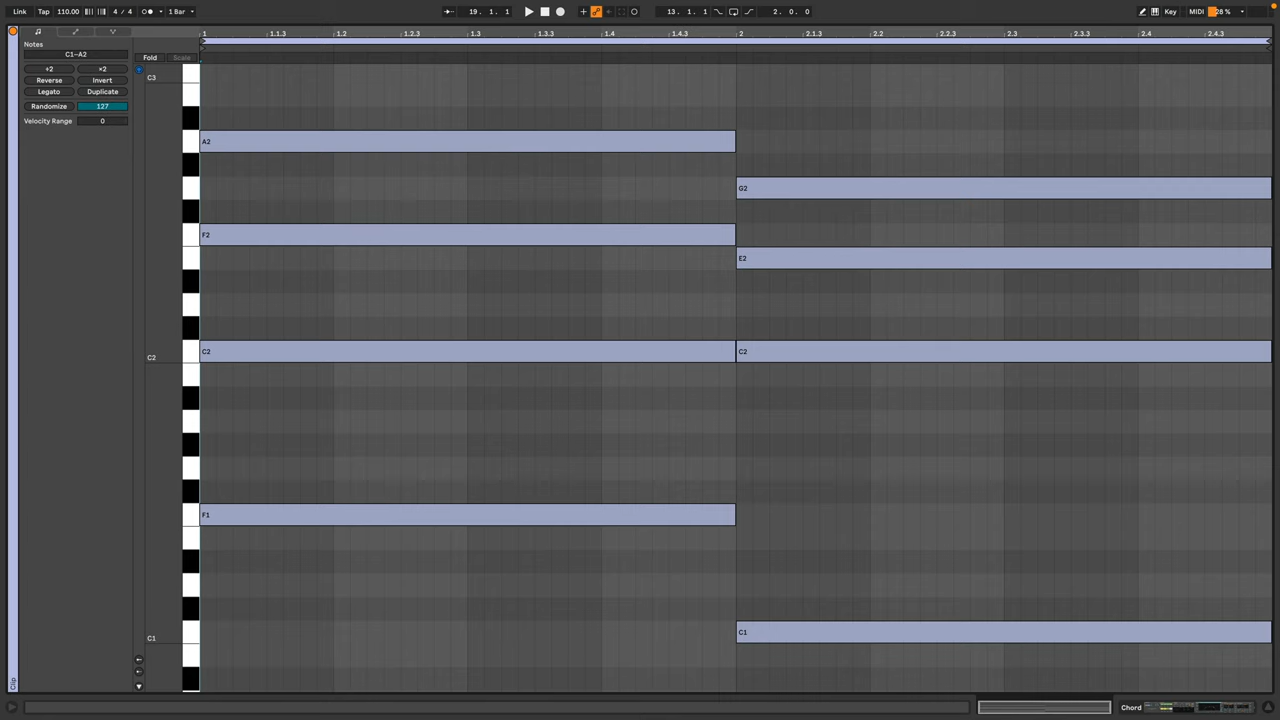 Link Tap 110.00 4 / 4 1 Bar 19 . 1 . 1 13 . 1 . 1 2 . 0 . 0 Key MIDI 28 %
1 1.1.3 1.2 1.2.3 1.3 1.3.3 1.4 1.4.3 2 2.1.3 2.2 2.2.3 2.3 2.3.3 2.4 2.4.3
Notes
C1–A2
Fold Scale
÷2 ×2
Reverse Invert
Legato Duplicate
Randomize 127
Velocity Range 0
C3
A2
G2
F2
E2
C2
C2 C2
F1
C1
C1
Clip
Chord